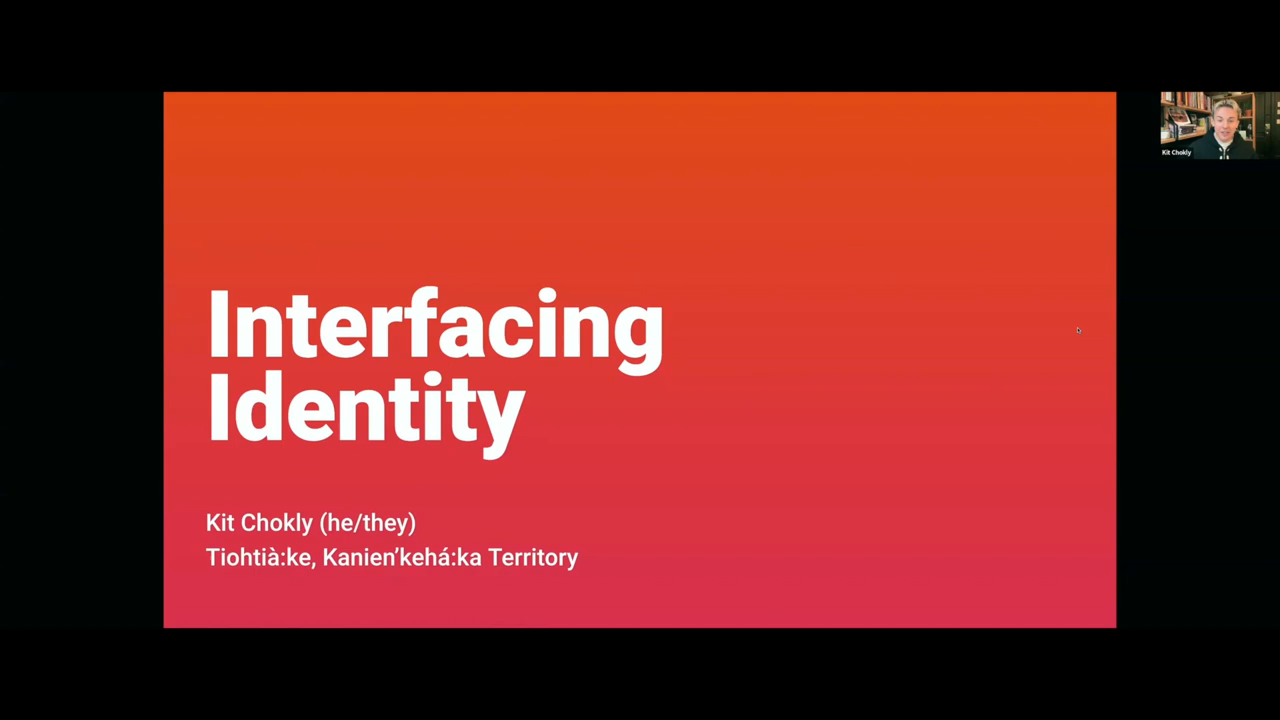 Interfacing
Identity
Kit Chokly (he/they)
Tiohtià:ke, Kanien’kehá:ka Territory
Kit Chokly